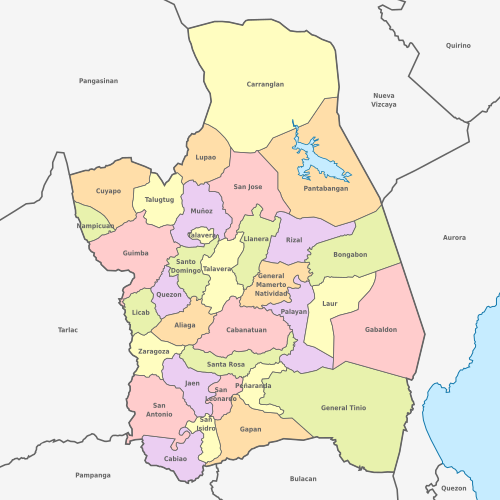 Quirino
Pangasinan
Carranglan
Nueva
Vizcaya
Lupao
Cuyapo
San Jose
Pantabangan
Talugtug
Muñoz
Nampicuan
Talavera
Llanera
Rizal
Aurora
Guimba
Bongabon
Santo
Domingo
Talavera
General
Mamerto
Natividad
Quezon
Laur
Licab
Palayan
Aliaga
Cabanatuan
Gabaldon
Tarlac
Zaragoza
Santa Rosa
Jaen
Peñaranda
San
Leonardo
San
Antonio
General Tinio
San
Isidro
Gapan
Cabiao
Pampanga
Bulacan
Quezon